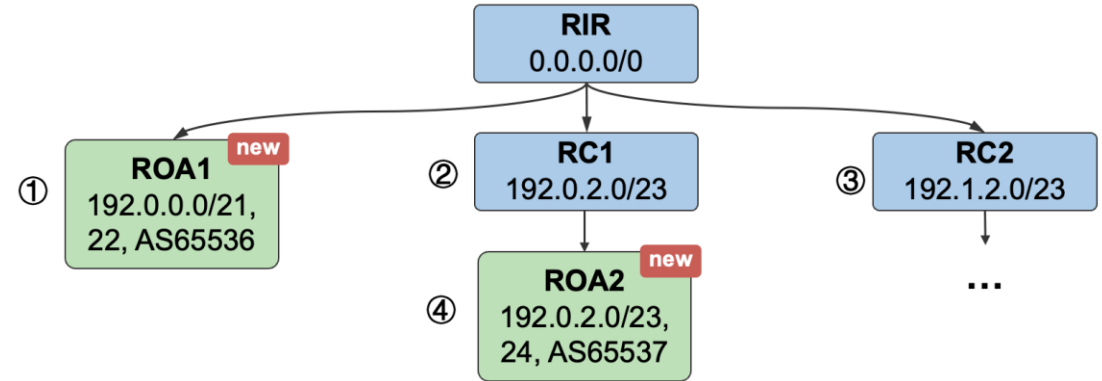 RIR
0.0.0.0/0
new
ROA1
192.0.0.0/21,
22, AS65536
①
RC1
192.0.2.0/23
②
RC2
192.1.2.0/23
③
...
new
ROA2
192.0.2.0/23,
24, AS65537
④